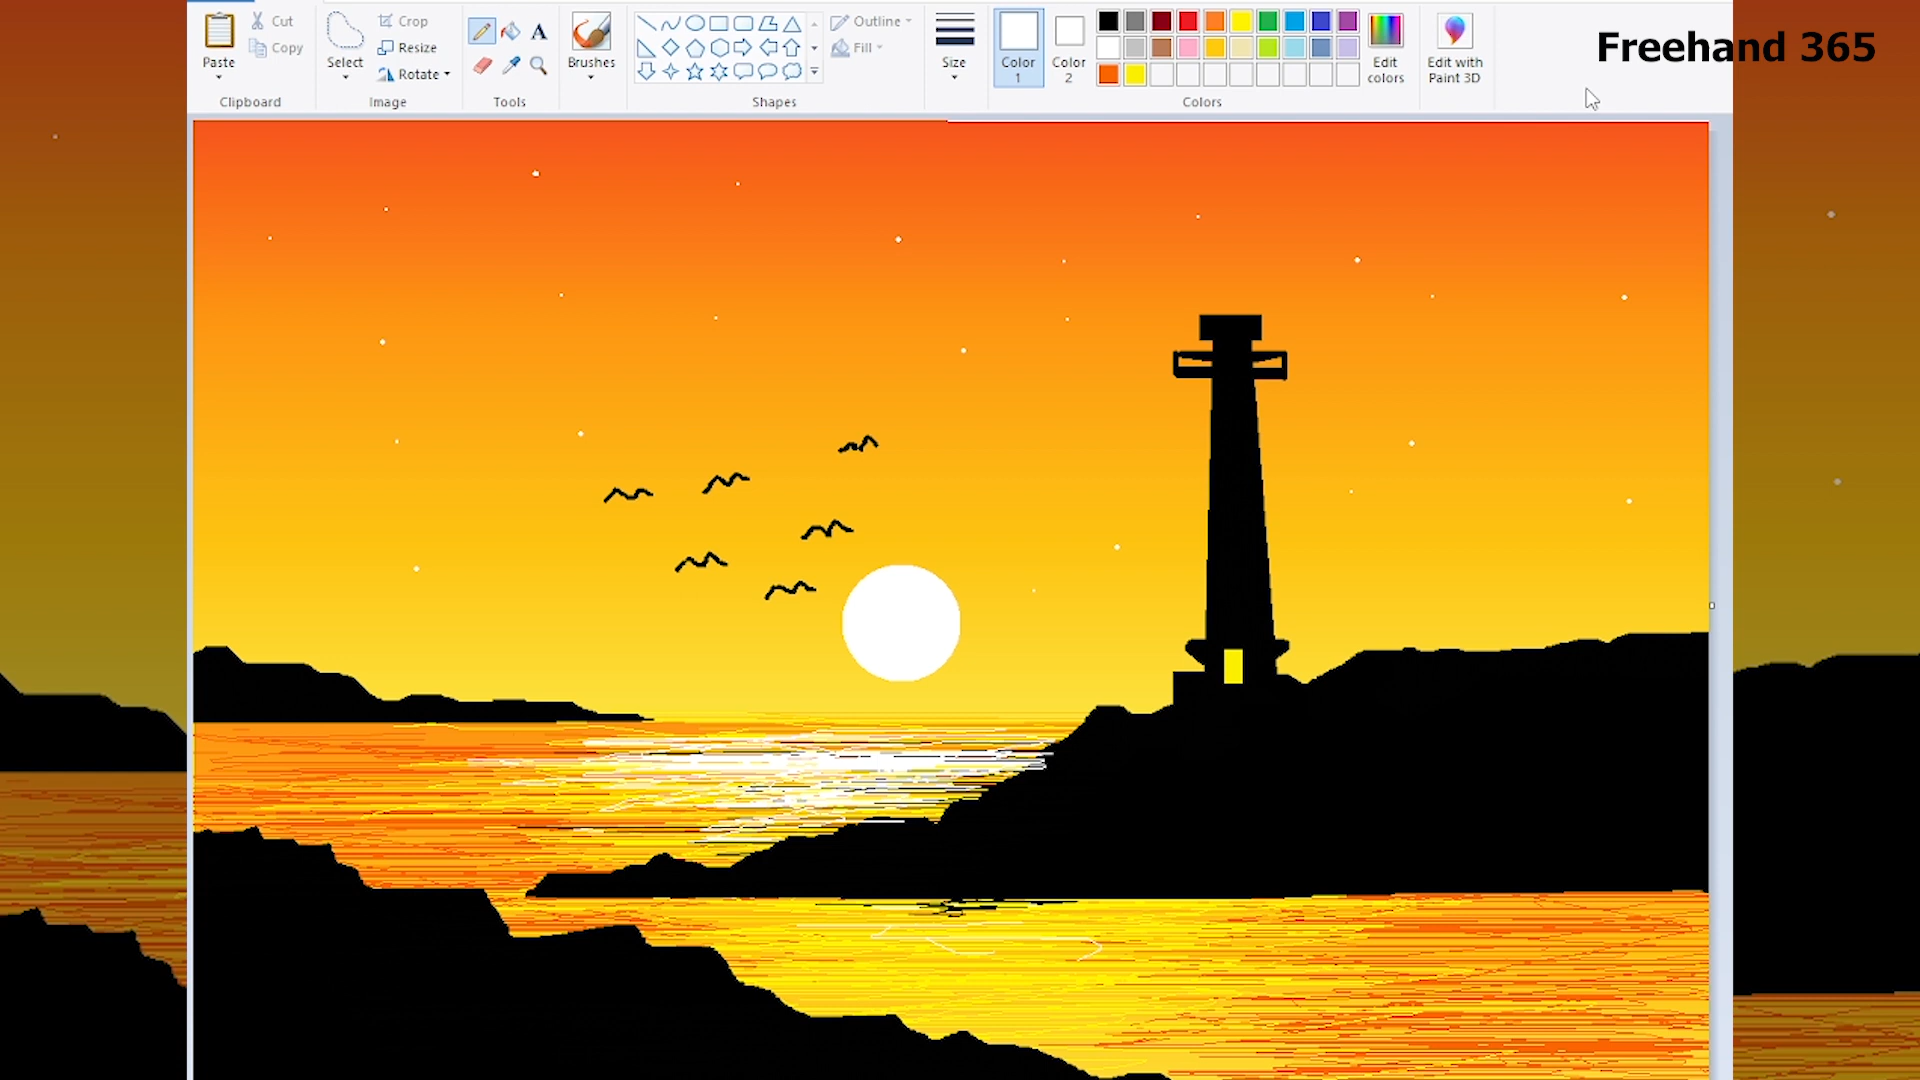 Freehand 365
Paste
Cut
Copy
Clipboard
Select
Crop
Resize
Rotate
Image
A
Tools
Brushes
Outline
Fill
Shapes
Size
Color
1
Color
2
Edit
colors
Colors
Edit with
Paint 3D